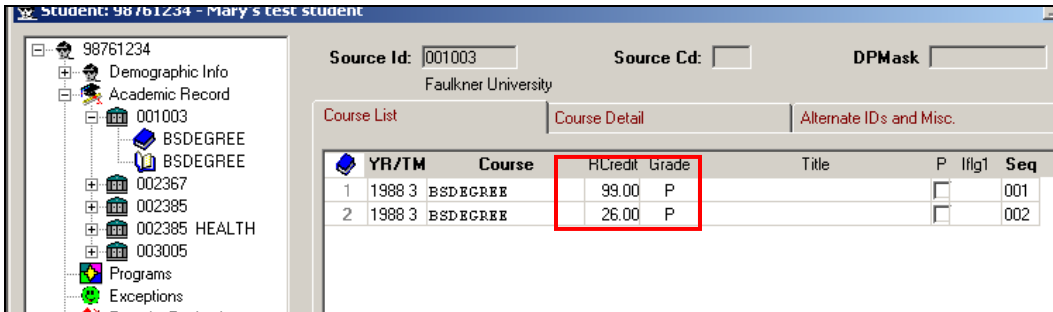 Student: 98761234 - Mary's test student
98761234
Demographic Info
Academic Record
001003
BSDEGREE
BSDEGREE
002367
002385
002385 HEALTH
003005
Programs
Exceptions
Source Id: 001003 Source Cd: DPMask
Faulkner University
Course List Course Detail Alternate IDs and Misc.
YR/TM Course RCredit Grade Title P Iflg1 Seq
1 1988 3 BSDEGREE 99.00 P 001
2 1988 3 BSDEGREE 26.00 P 002